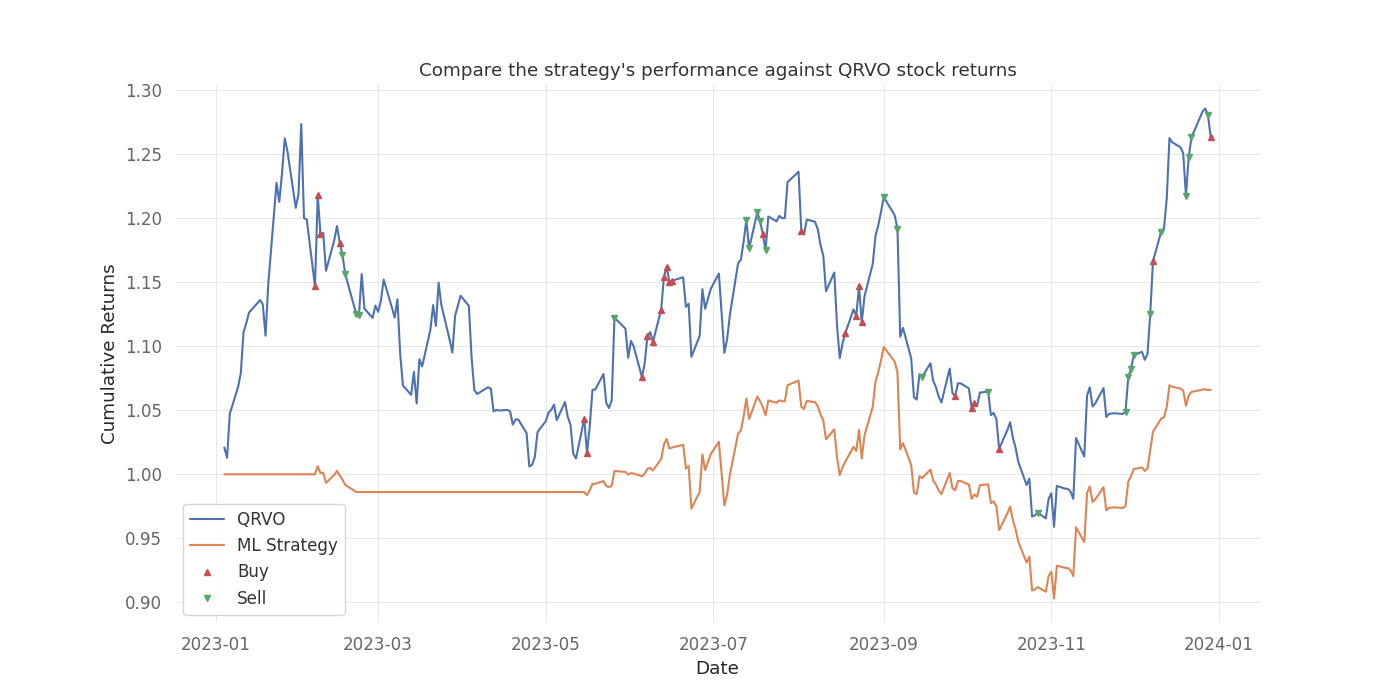 Compare the strategy's performance against QRVO stock returns
1.30
1.25
1.20
1.15
1.10
1.05
1.00
0.95
0.90
Cumulative Returns
QRVO
ML Strategy
Buy
Sell
2023-01 2023-03 2023-05 2023-07 2023-09 2023-11 2024-01
Date